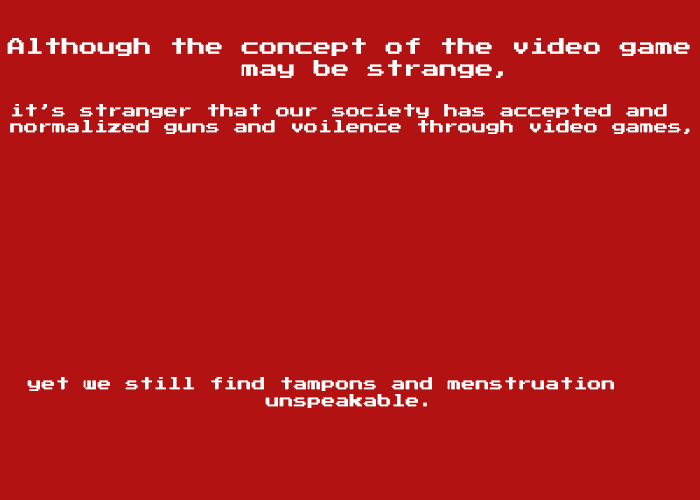 Although the concept of the video game
may be strange,
it's stranger that our society has accepted and
normalized guns and voilence through video games,
yet we still find tampons and menstruation
unspeakable.